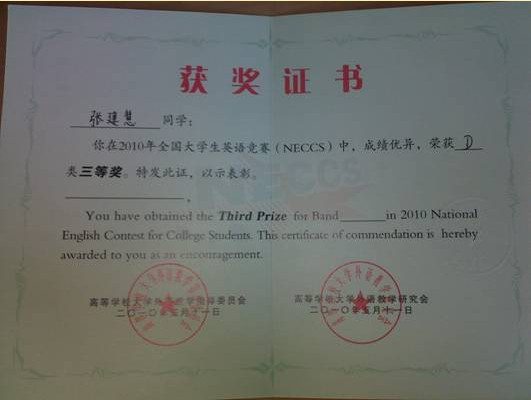 获奖证书
张建慧 同学：
你在2010年全国大学生英语竞赛（NECCS）中，成绩优异，荣获 D
类三等奖。特发此证，以示表彰。
NECCS
You have obtained the Third Prize for Band______in 2010 National
English Contest for College Students. This certificate of commendation is hereby
awarded to you as an encouragement.
高等学校大学外语教学指导委员会 高等学校大学外语教学研究会
二〇一〇年五月十一日 二〇一〇年五月十一日